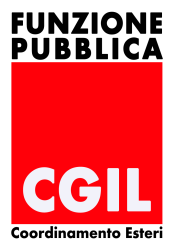 FUNZIONE
PUBBLICA
CGIL
Coordinamento Esteri